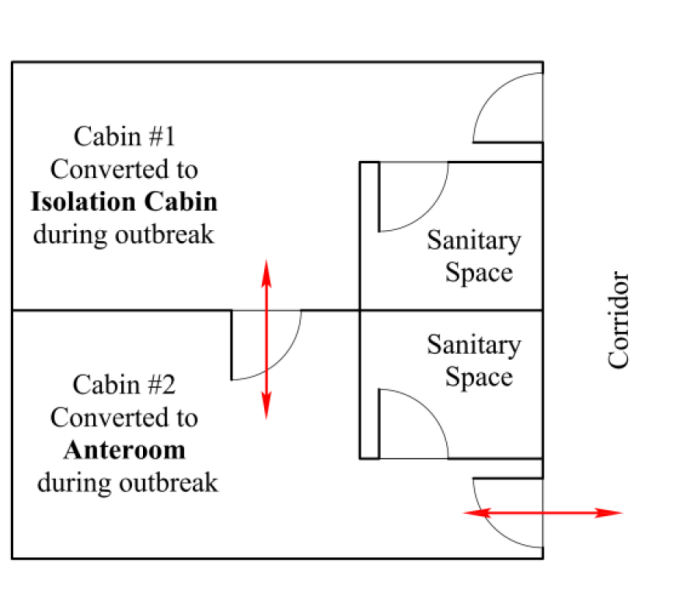 Cabin #1
Converted to
Isolation Cabin
during outbreak
Sanitary
Space
Corridor
Sanitary
Space
Cabin #2
Converted to
Anteroom
during outbreak